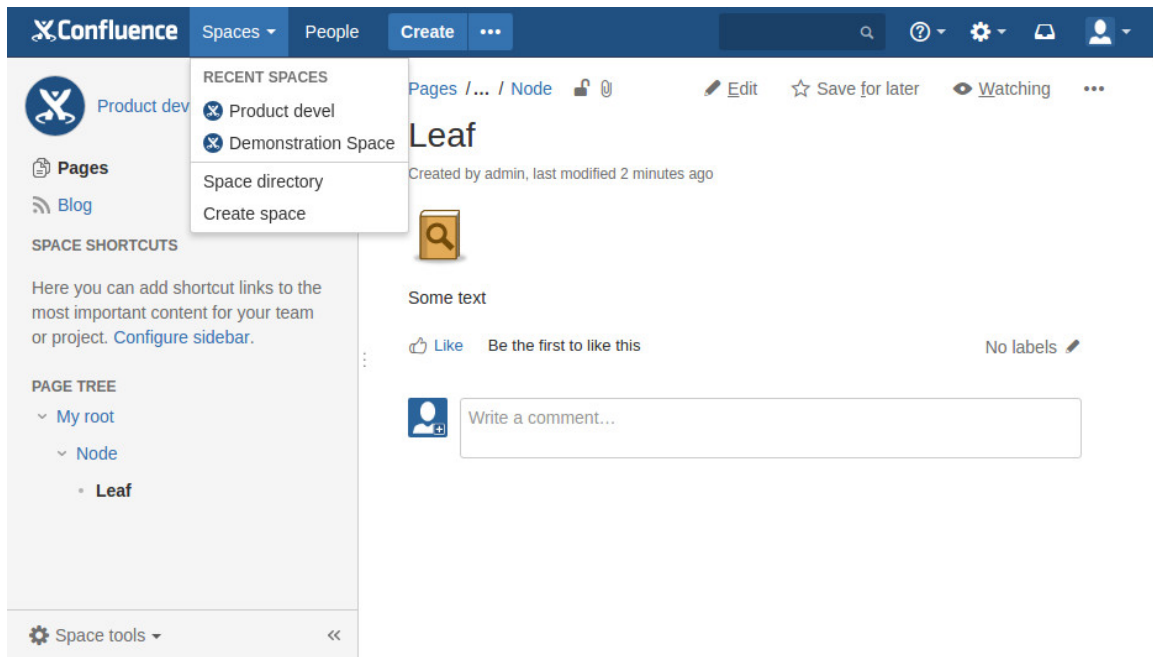 Confluence Spaces People Create •••
Product dev
RECENT SPACES
Product devel
Demonstration Space
Space directory
Create space
Pages
Blog
SPACE SHORTCUTS
Here you can add shortcut links to the
most important content for your team
or project. Configure sidebar.
PAGE TREE
My root
Node
Leaf
Space tools
Pages /... / Node Edit Save for later Watching •••
Leaf
Created by admin, last modified 2 minutes ago
Some text
Like Be the first to like this No labels
Write a comment…